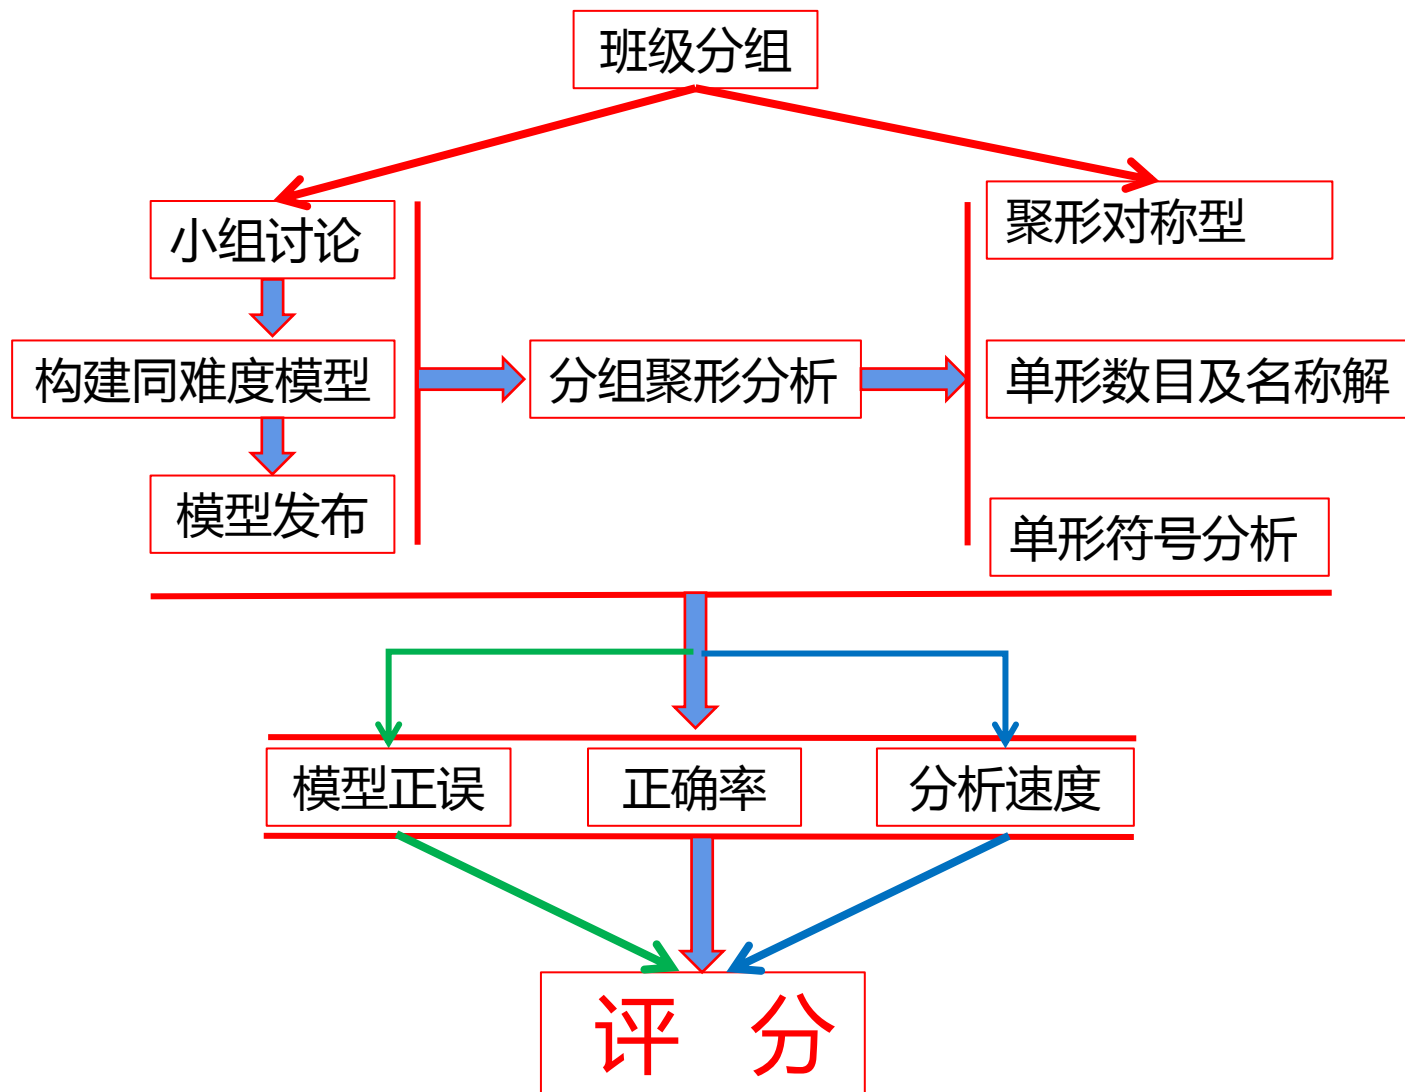 班级分组
小组讨论
聚形对称型
构建同难度模型
分组聚形分析
单形数目及名称解
模型发布
单形符号分析
模型正误
正确率
分析速度
评 分